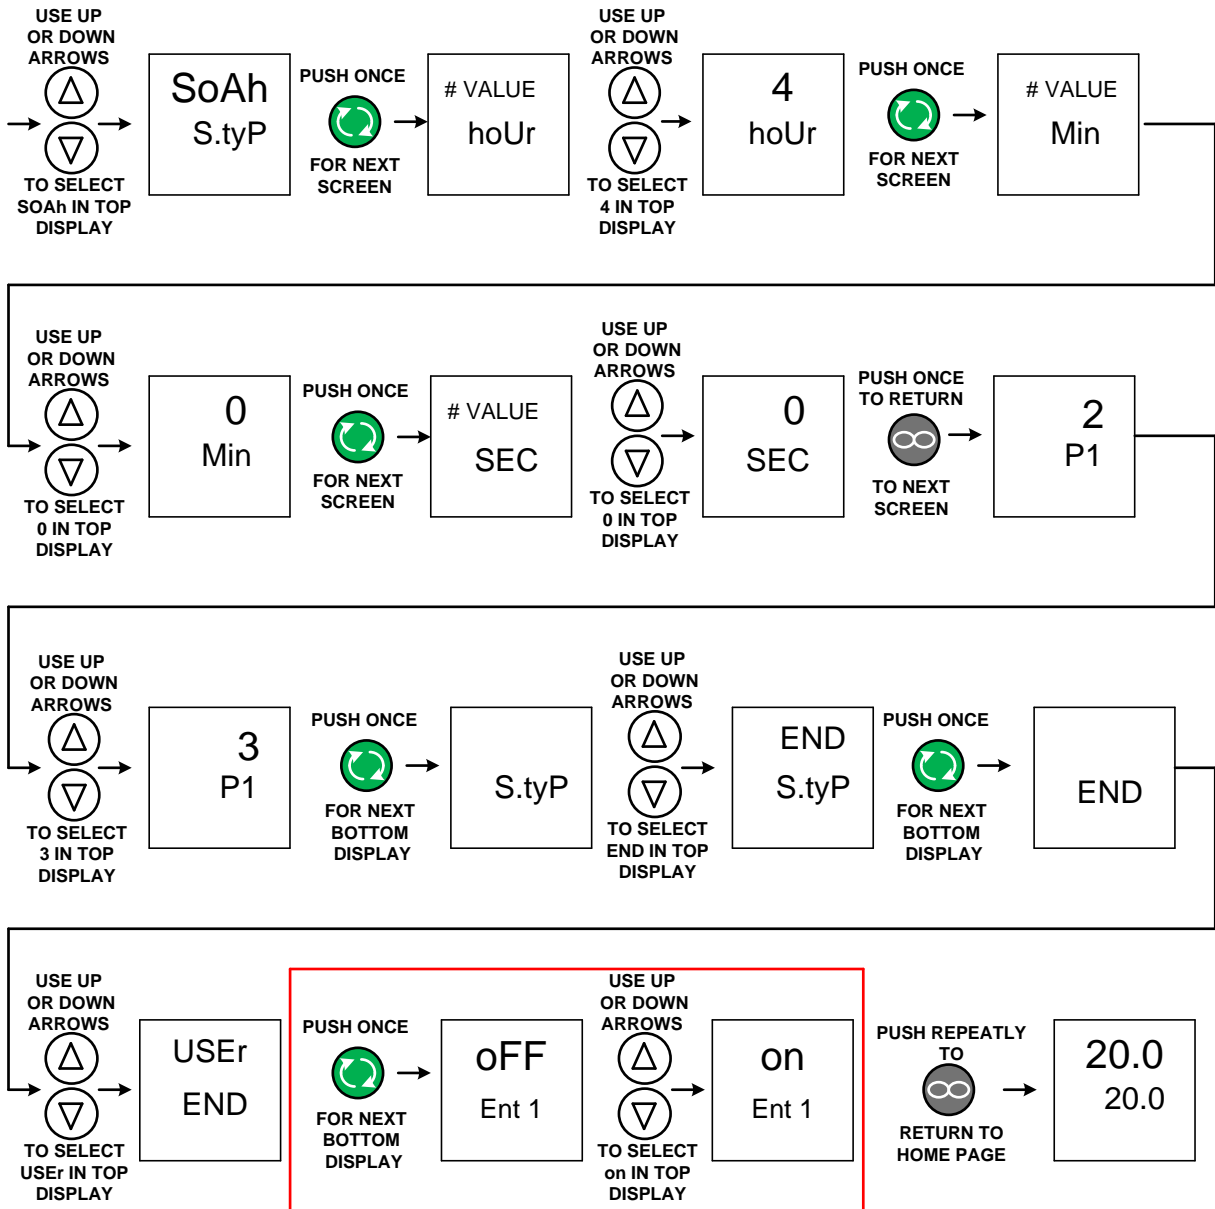 USE UP
OR DOWN
ARROWS
TO SELECT
SOAh IN TOP
DISPLAY
SoAh
S.tyP
PUSH ONCE
FOR NEXT
SCREEN
# VALUE
hoUr
USE UP
OR DOWN
ARROWS
TO SELECT
4 IN TOP
DISPLAY
4
hoUr
PUSH ONCE
FOR NEXT
SCREEN
# VALUE
Min
USE UP
OR DOWN
ARROWS
TO SELECT
0 IN TOP
DISPLAY
0
Min
PUSH ONCE
FOR NEXT
SCREEN
# VALUE
SEC
USE UP
OR DOWN
ARROWS
TO SELECT
0 IN TOP
DISPLAY
0
SEC
PUSH ONCE
TO RETURN
TO NEXT
SCREEN
2
P1
USE UP
OR DOWN
ARROWS
TO SELECT
3 IN TOP
DISPLAY
3
P1
PUSH ONCE
FOR NEXT
BOTTOM
DISPLAY
S.tyP
USE UP
OR DOWN
ARROWS
TO SELECT
END IN TOP
DISPLAY
END
S.tyP
PUSH ONCE
FOR NEXT
BOTTOM
DISPLAY
END
USE UP
OR DOWN
ARROWS
TO SELECT
USEr IN TOP
DISPLAY
USEr
END
PUSH ONCE
FOR NEXT
BOTTOM
DISPLAY
oFF
Ent 1
USE UP
OR DOWN
ARROWS
TO SELECT
on IN TOP
DISPLAY
on
Ent 1
PUSH REPEATLY
TO
RETURN TO
HOME PAGE
20.0
20.0